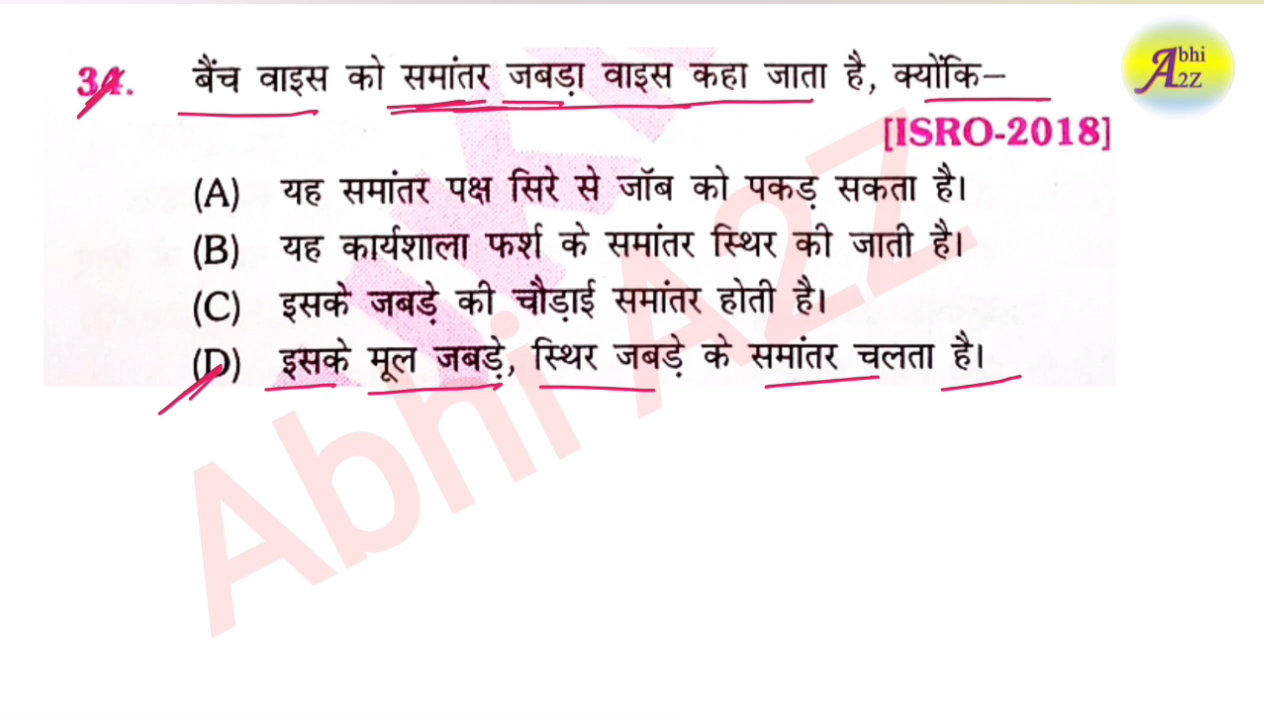 Abhi
A2Z
34. बैंच वाइस को समांतर जबड़ा वाइस कहा जाता है, क्योंकि–
[ISRO-2018]
(A) यह समांतर पक्ष सिरे से जॉब को पकड़ सकता है।
(B) यह कार्यशाला फर्श के समांतर स्थिर की जाती है।
(C) इसके जबड़े की चौड़ाई समांतर होती है।
(D) इसके मूल जबड़े, स्थिर जबड़े के समांतर चलता है।
Abhi A2Z